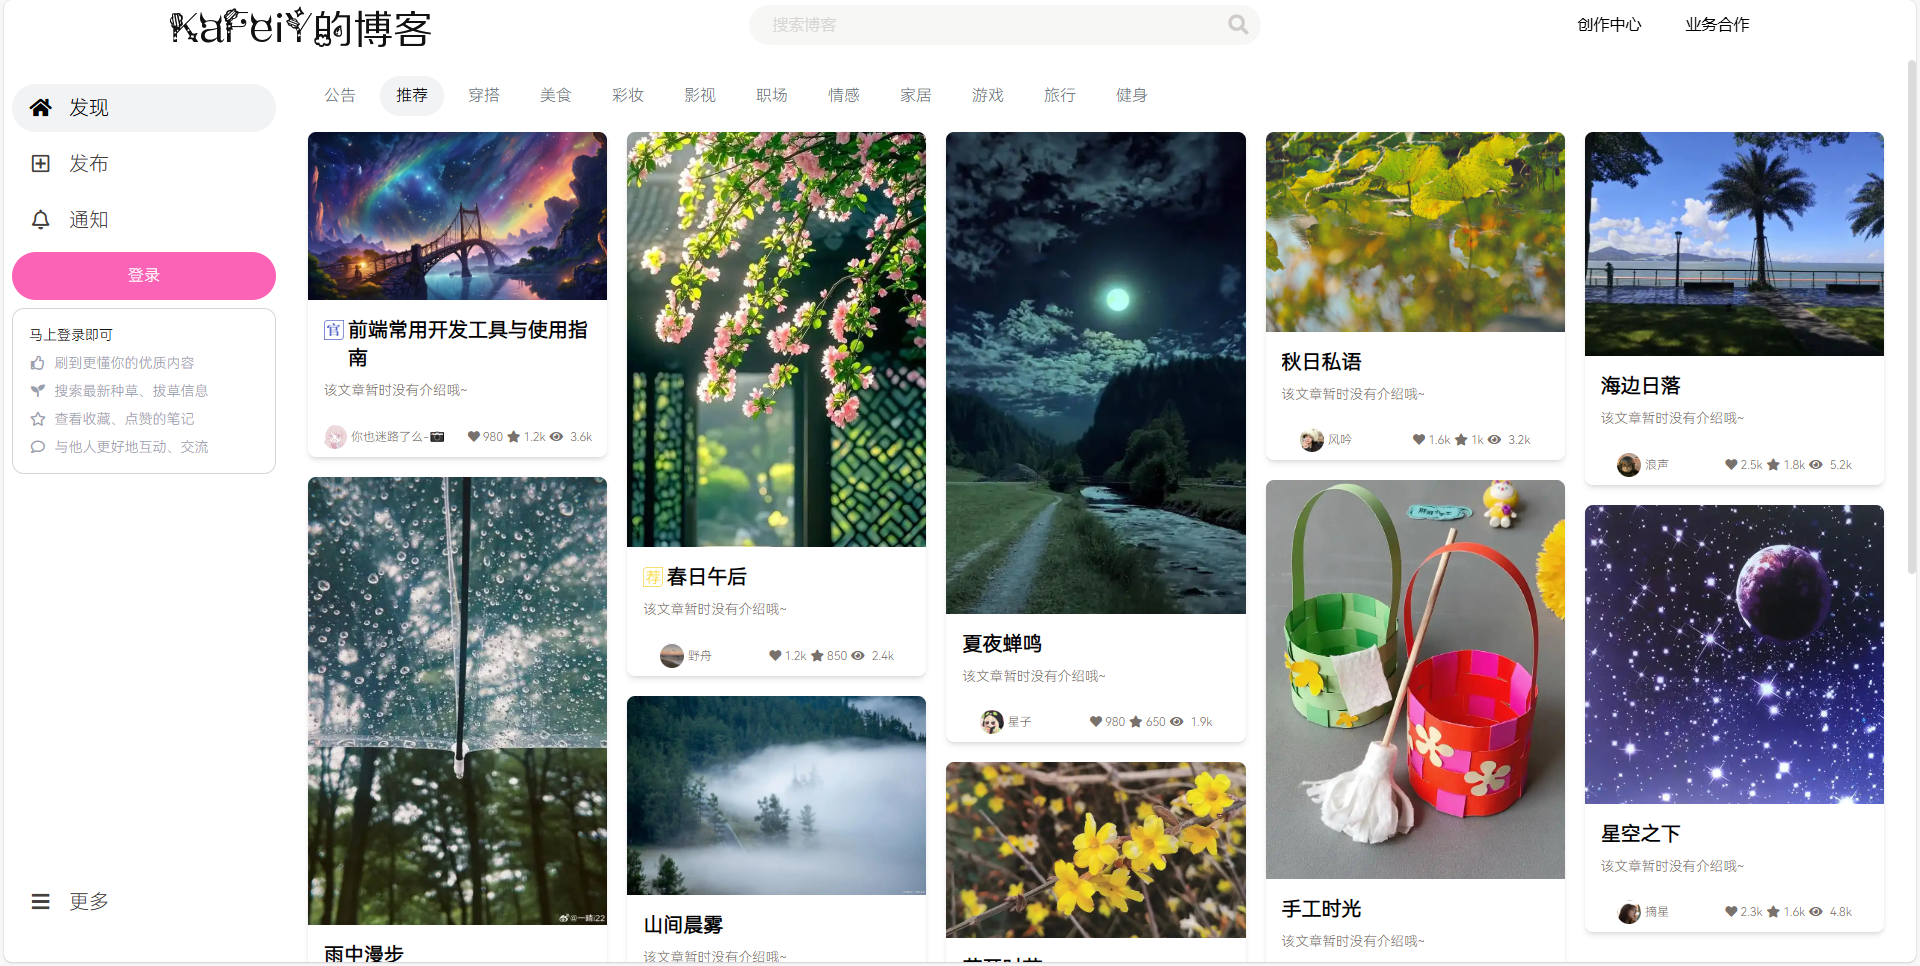 KaFeiY的博客
搜索博客
创作中心
业务合作
发现
发布
通知
登录
马上登录即可
刷到更懂你的优质内容
搜索最新种草、拔草信息
查看收藏、点赞的笔记
与他人更好地互动、交流
更多
公告
推荐
穿搭
美食
彩妆
影视
职场
情感
家居
游戏
旅行
健身
官 前端常用开发工具与使用指
南
该文章暂时没有介绍哦~
你也迷路了么- 980 1.2k 3.6k
@一睛i22
雨中漫步
荐 春日午后
该文章暂时没有介绍哦~
野舟 1.2k 850 2.4k
山间晨雾
该文章暂时没有介绍哦~
夏夜蝉鸣
该文章暂时没有介绍哦~
星子 980 650 1.9k
秋日私语
该文章暂时没有介绍哦~
风吟 1.6k 1k 3.2k
手工时光
该文章暂时没有介绍哦~
海边日落
该文章暂时没有介绍哦~
浪声 2.5k 1.8k 5.2k
星空之下
该文章暂时没有介绍哦~
摘星 2.3k 1.6k 4.8k